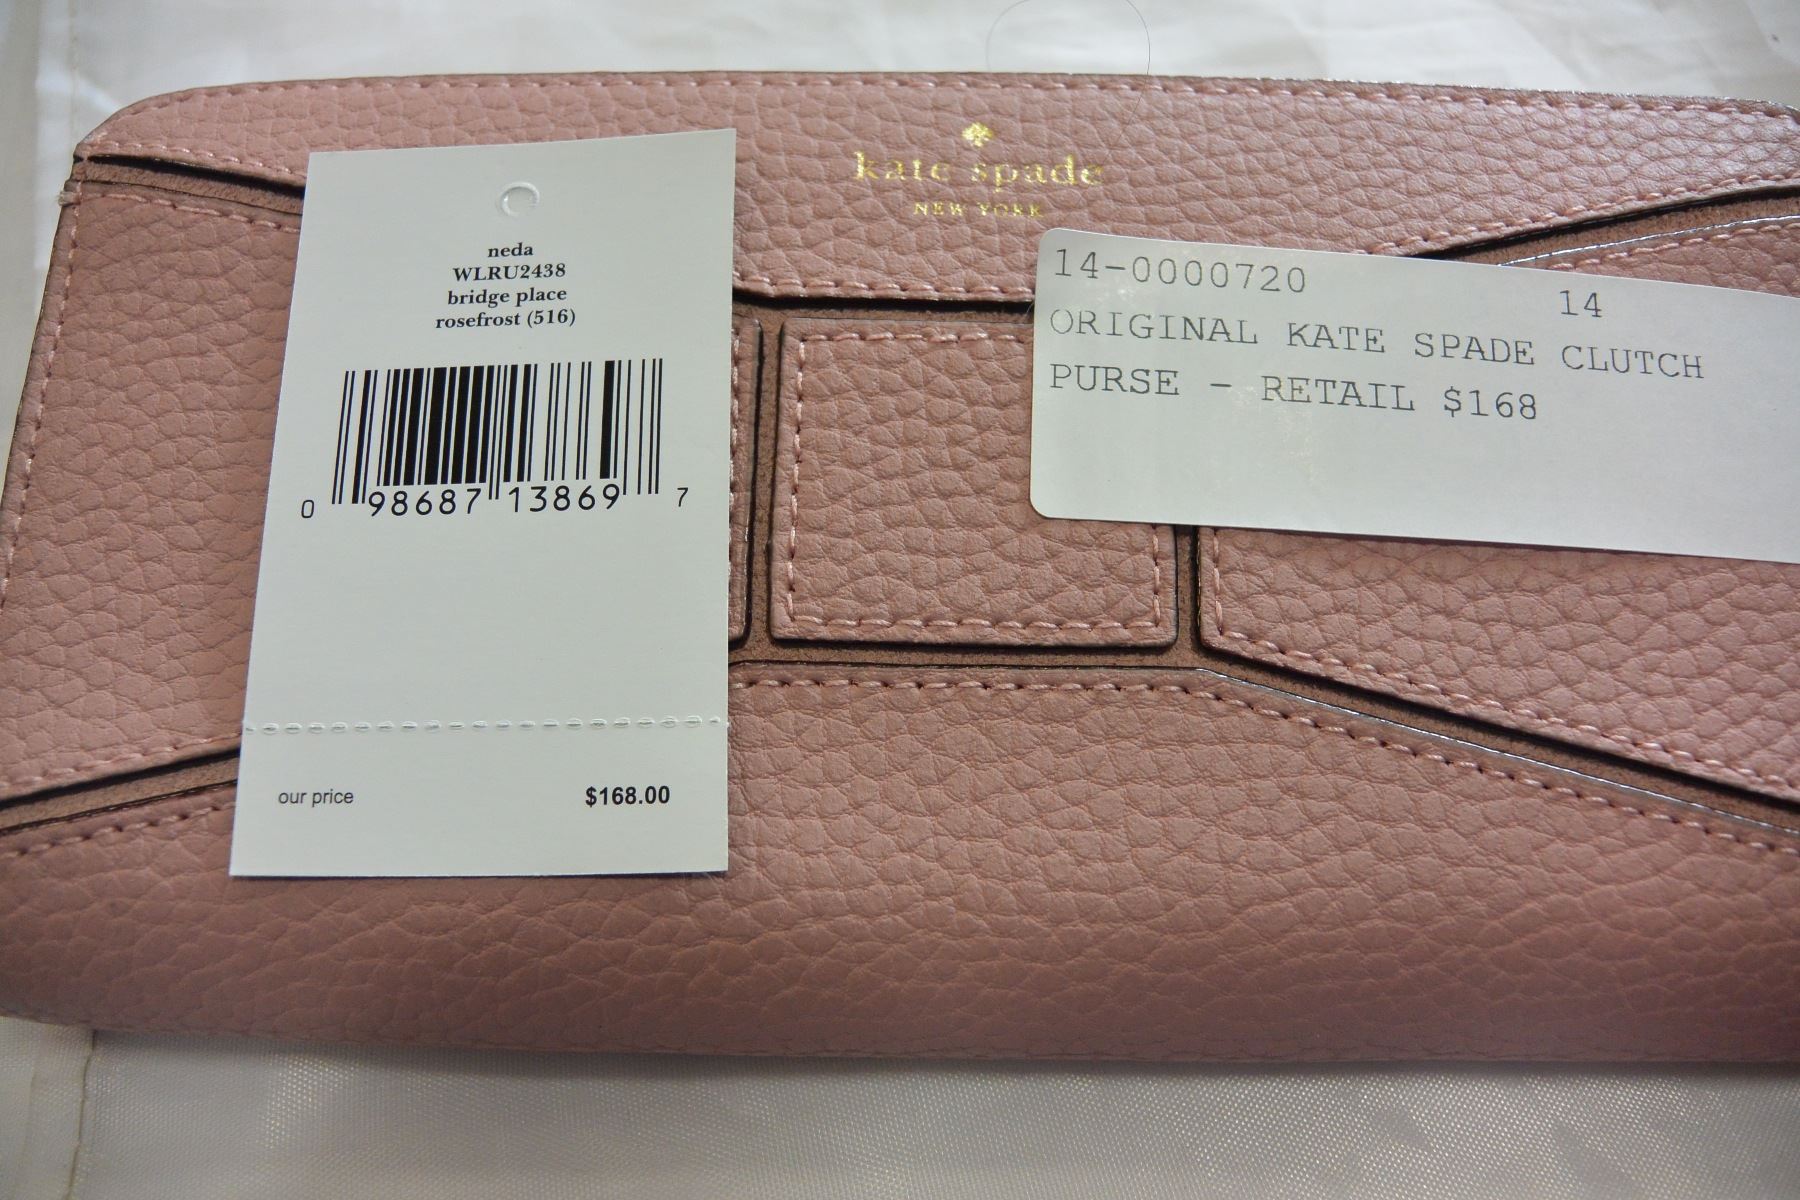 kate spade
NEW YORK
neda
WLRU2438
bridge place
rosefrost (516)
0 98687 13869 7
our price $168.00
14-0000720 14
ORIGINAL KATE SPADE CLUTCH
PURSE - RETAIL $168